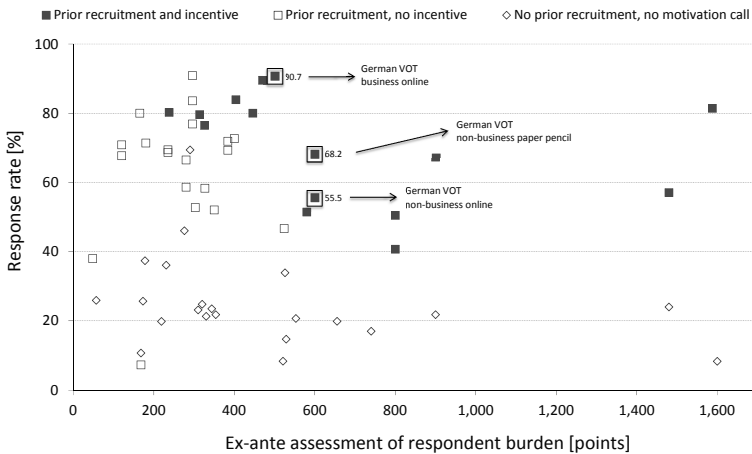 Prior recruitment and incentive
Prior recruitment, no incentive
No prior recruitment, no motivation call
100
80
60
40
20
0
Response rate [%]
90.7
German VOT
business online
68.2
German VOT
non-business paper pencil
55.5
German VOT
non-business online
0
200
400
600
800
1,000
1,200
1,400
1,600
Ex-ante assessment of respondent burden [points]